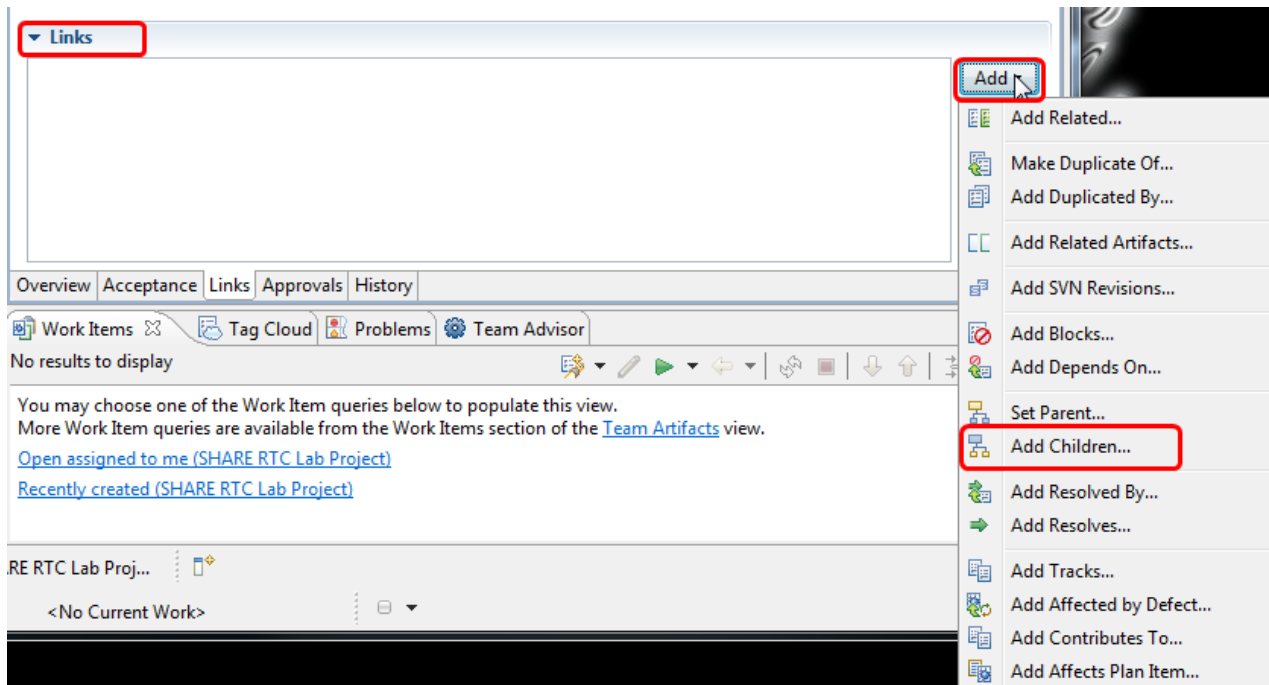 Links
Add
Add Related...
Make Duplicate Of...
Add Duplicated By...
Add Related Artifacts...
Add SVN Revisions...
Add Blocks...
Add Depends On...
Set Parent...
Add Children...
Add Resolved By...
Add Resolves...
Add Tracks...
Add Affected by Defect...
Add Contributes To...
Add Affects Plan Item...
Overview Acceptance Links Approvals History
Work Items Tag Cloud Problems Team Advisor
No results to display
You may choose one of the Work Item queries below to populate this view.
More Work Item queries are available from the Work Items section of the Team Artifacts view.
Open assigned to me (SHARE RTC Lab Project)
Recently created (SHARE RTC Lab Project)
RE RTC Lab Proj...
<No Current Work>